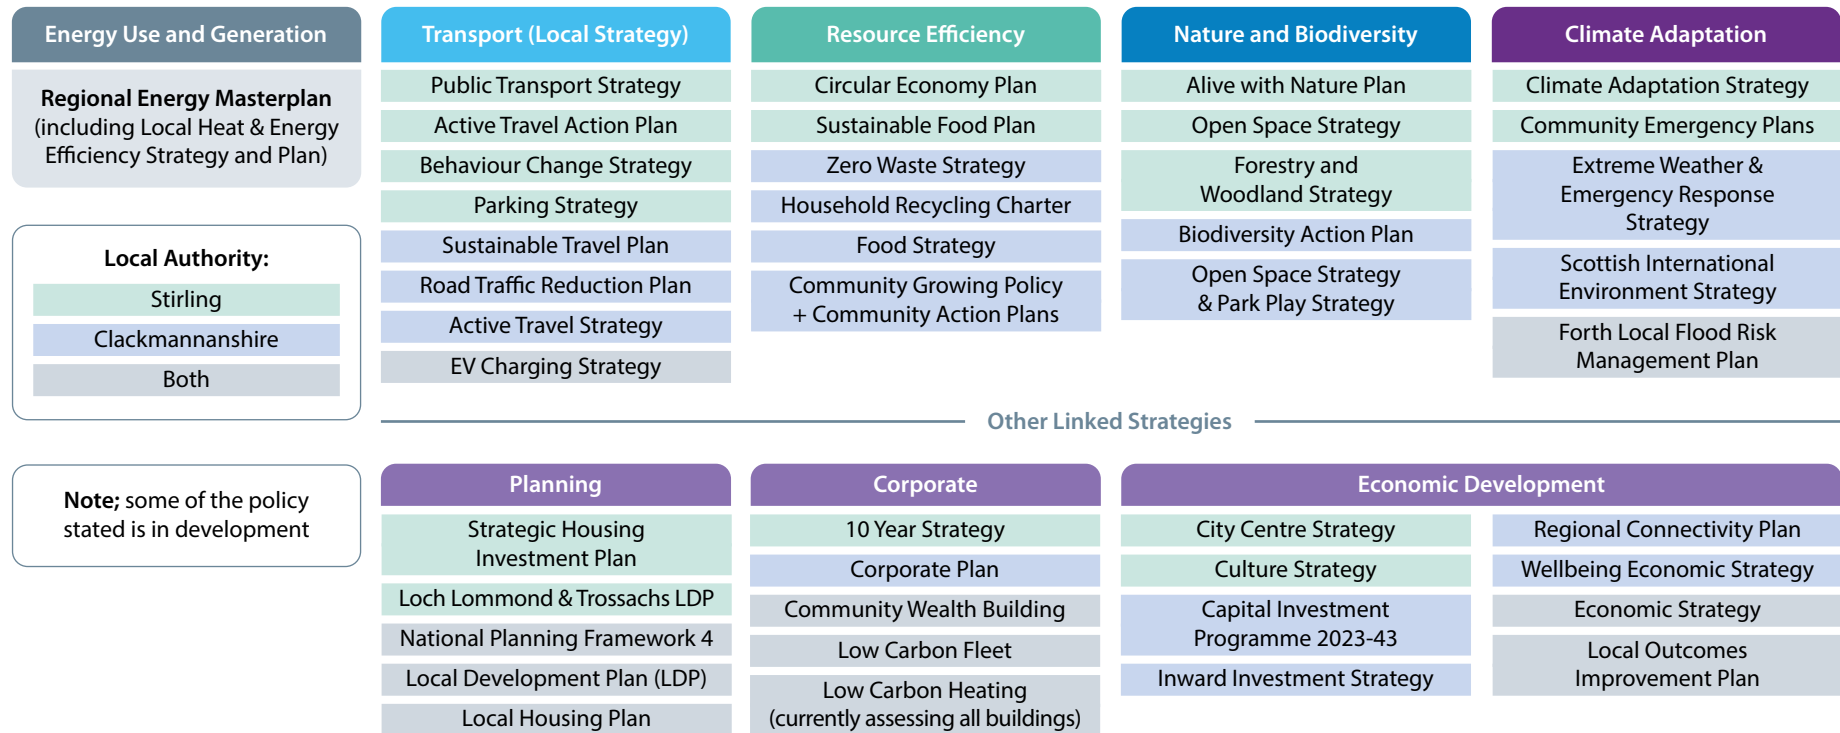 Energy Use and Generation
Regional Energy Masterplan
(including Local Heat & Energy
Efficiency Strategy and Plan)
Local Authority:
Stirling
Clackmannanshire
Both
Note; some of the policy
stated is in development
Transport (Local Strategy)
Public Transport Strategy
Active Travel Action Plan
Behaviour Change Strategy
Parking Strategy
Sustainable Travel Plan
Road Traffic Reduction Plan
Active Travel Strategy
EV Charging Strategy
Resource Efficiency
Circular Economy Plan
Sustainable Food Plan
Zero Waste Strategy
Household Recycling Charter
Food Strategy
Community Growing Policy
+ Community Action Plans
Nature and Biodiversity
Alive with Nature Plan
Open Space Strategy
Forestry and
Woodland Strategy
Biodiversity Action Plan
Open Space Strategy
& Park Play Strategy
Climate Adaptation
Climate Adaptation Strategy
Community Emergency Plans
Extreme Weather &
Emergency Response
Strategy
Scottish International
Environment Strategy
Forth Local Flood Risk
Management Plan
Other Linked Strategies
Planning
Strategic Housing
Investment Plan
Loch Lommond & Trossachs LDP
National Planning Framework 4
Local Development Plan (LDP)
Local Housing Plan
Corporate
10 Year Strategy
Corporate Plan
Community Wealth Building
Low Carbon Fleet
Low Carbon Heating
(currently assessing all buildings)
Economic Development
City Centre Strategy
Culture Strategy
Capital Investment
Programme 2023-43
Inward Investment Strategy
Regional Connectivity Plan
Wellbeing Economic Strategy
Economic Strategy
Local Outcomes
Improvement Plan